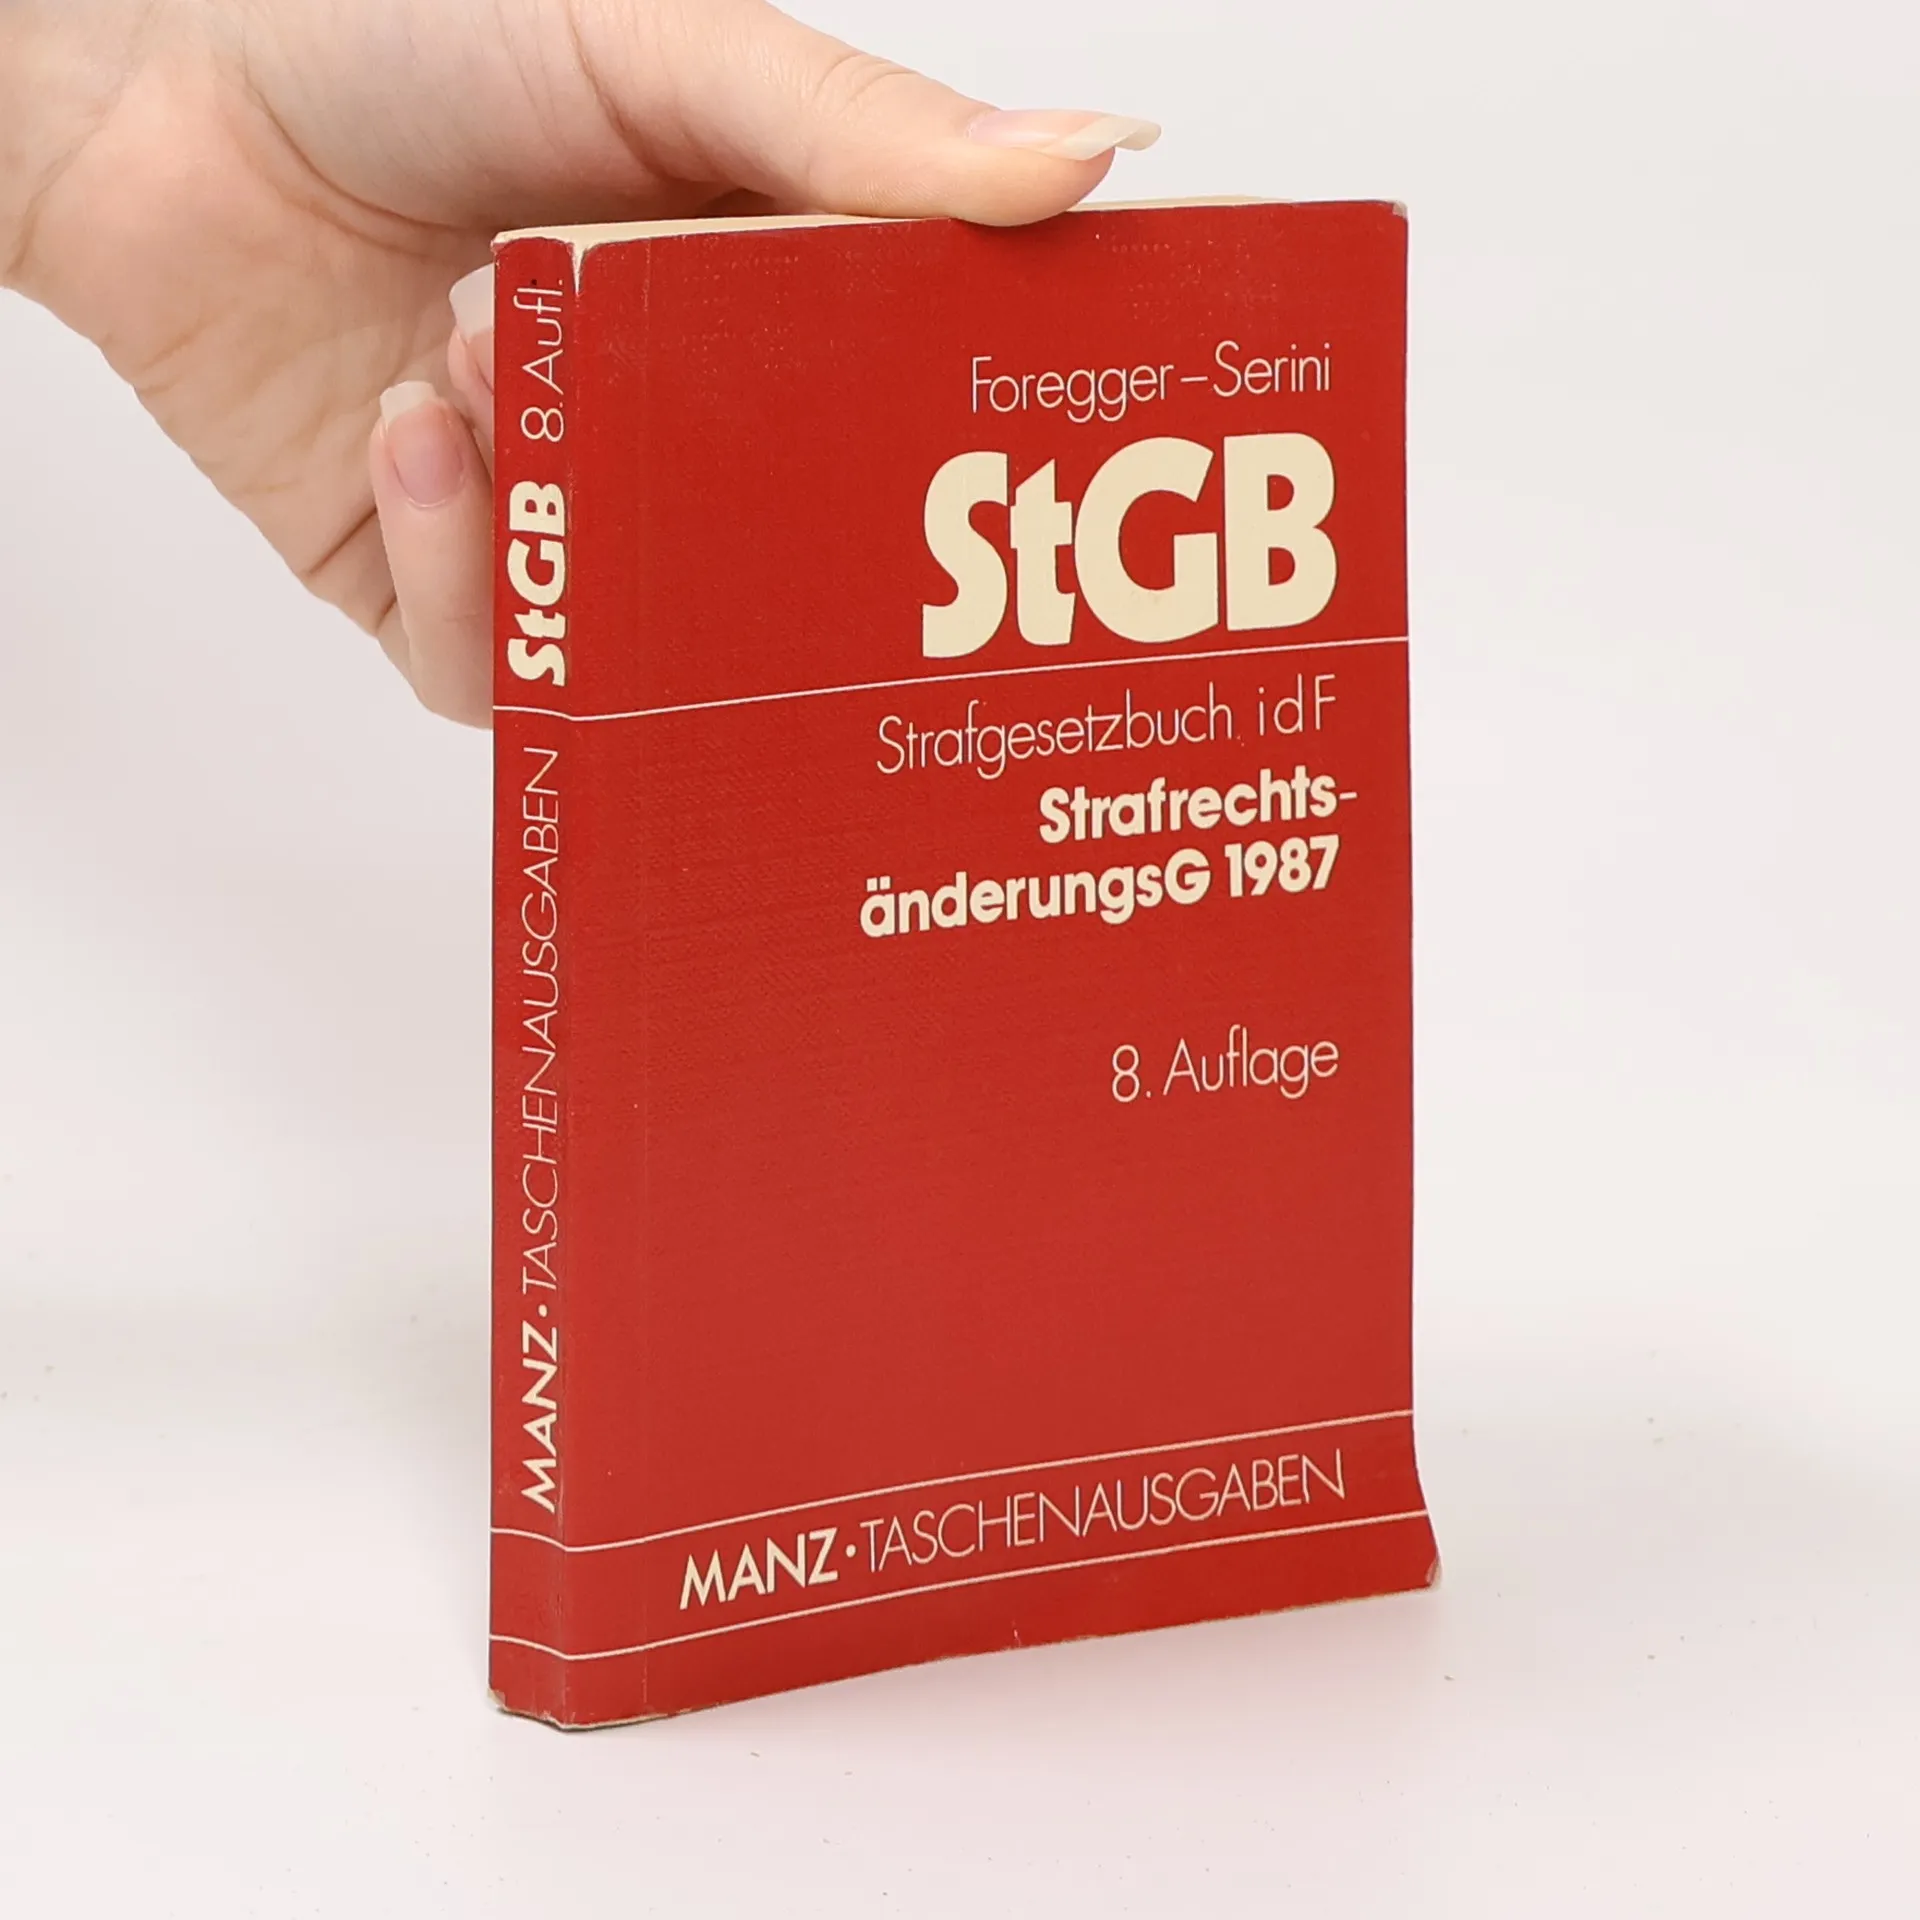 Foregger–Serini
StGB
Strafgesetzbuch idF
Strafrechts-
änderungsG 1987
8. Auflage
MANZ•TASCHENAUSGABEN
MANZ•TASCHENAUSGABEN StGB 8. Aufl.